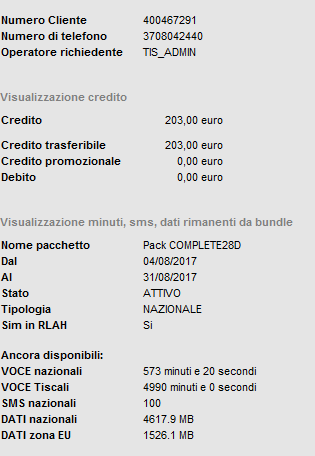 Numero Cliente 400467291
Numero di telefono 3708042440
Operatore richiedente TIS_ADMIN
Visualizzazione credito
Credito 203,00 euro
Credito trasferibile 203,00 euro
Credito promozionale 0,00 euro
Debito 0,00 euro
Visualizzazione minuti, sms, dati rimanenti da bundle
Nome pacchetto Pack COMPLETE28D
Dal 04/08/2017
Al 31/08/2017
Stato ATTIVO
Tipologia NAZIONALE
Sim in RLAH Si
Ancora disponibili:
VOCE nazionali 573 minuti e 20 secondi
VOCE Tiscali 4990 minuti e 0 secondi
SMS nazionali 100
DATI nazionali 4617.9 MB
DATI zona EU 1526.1 MB